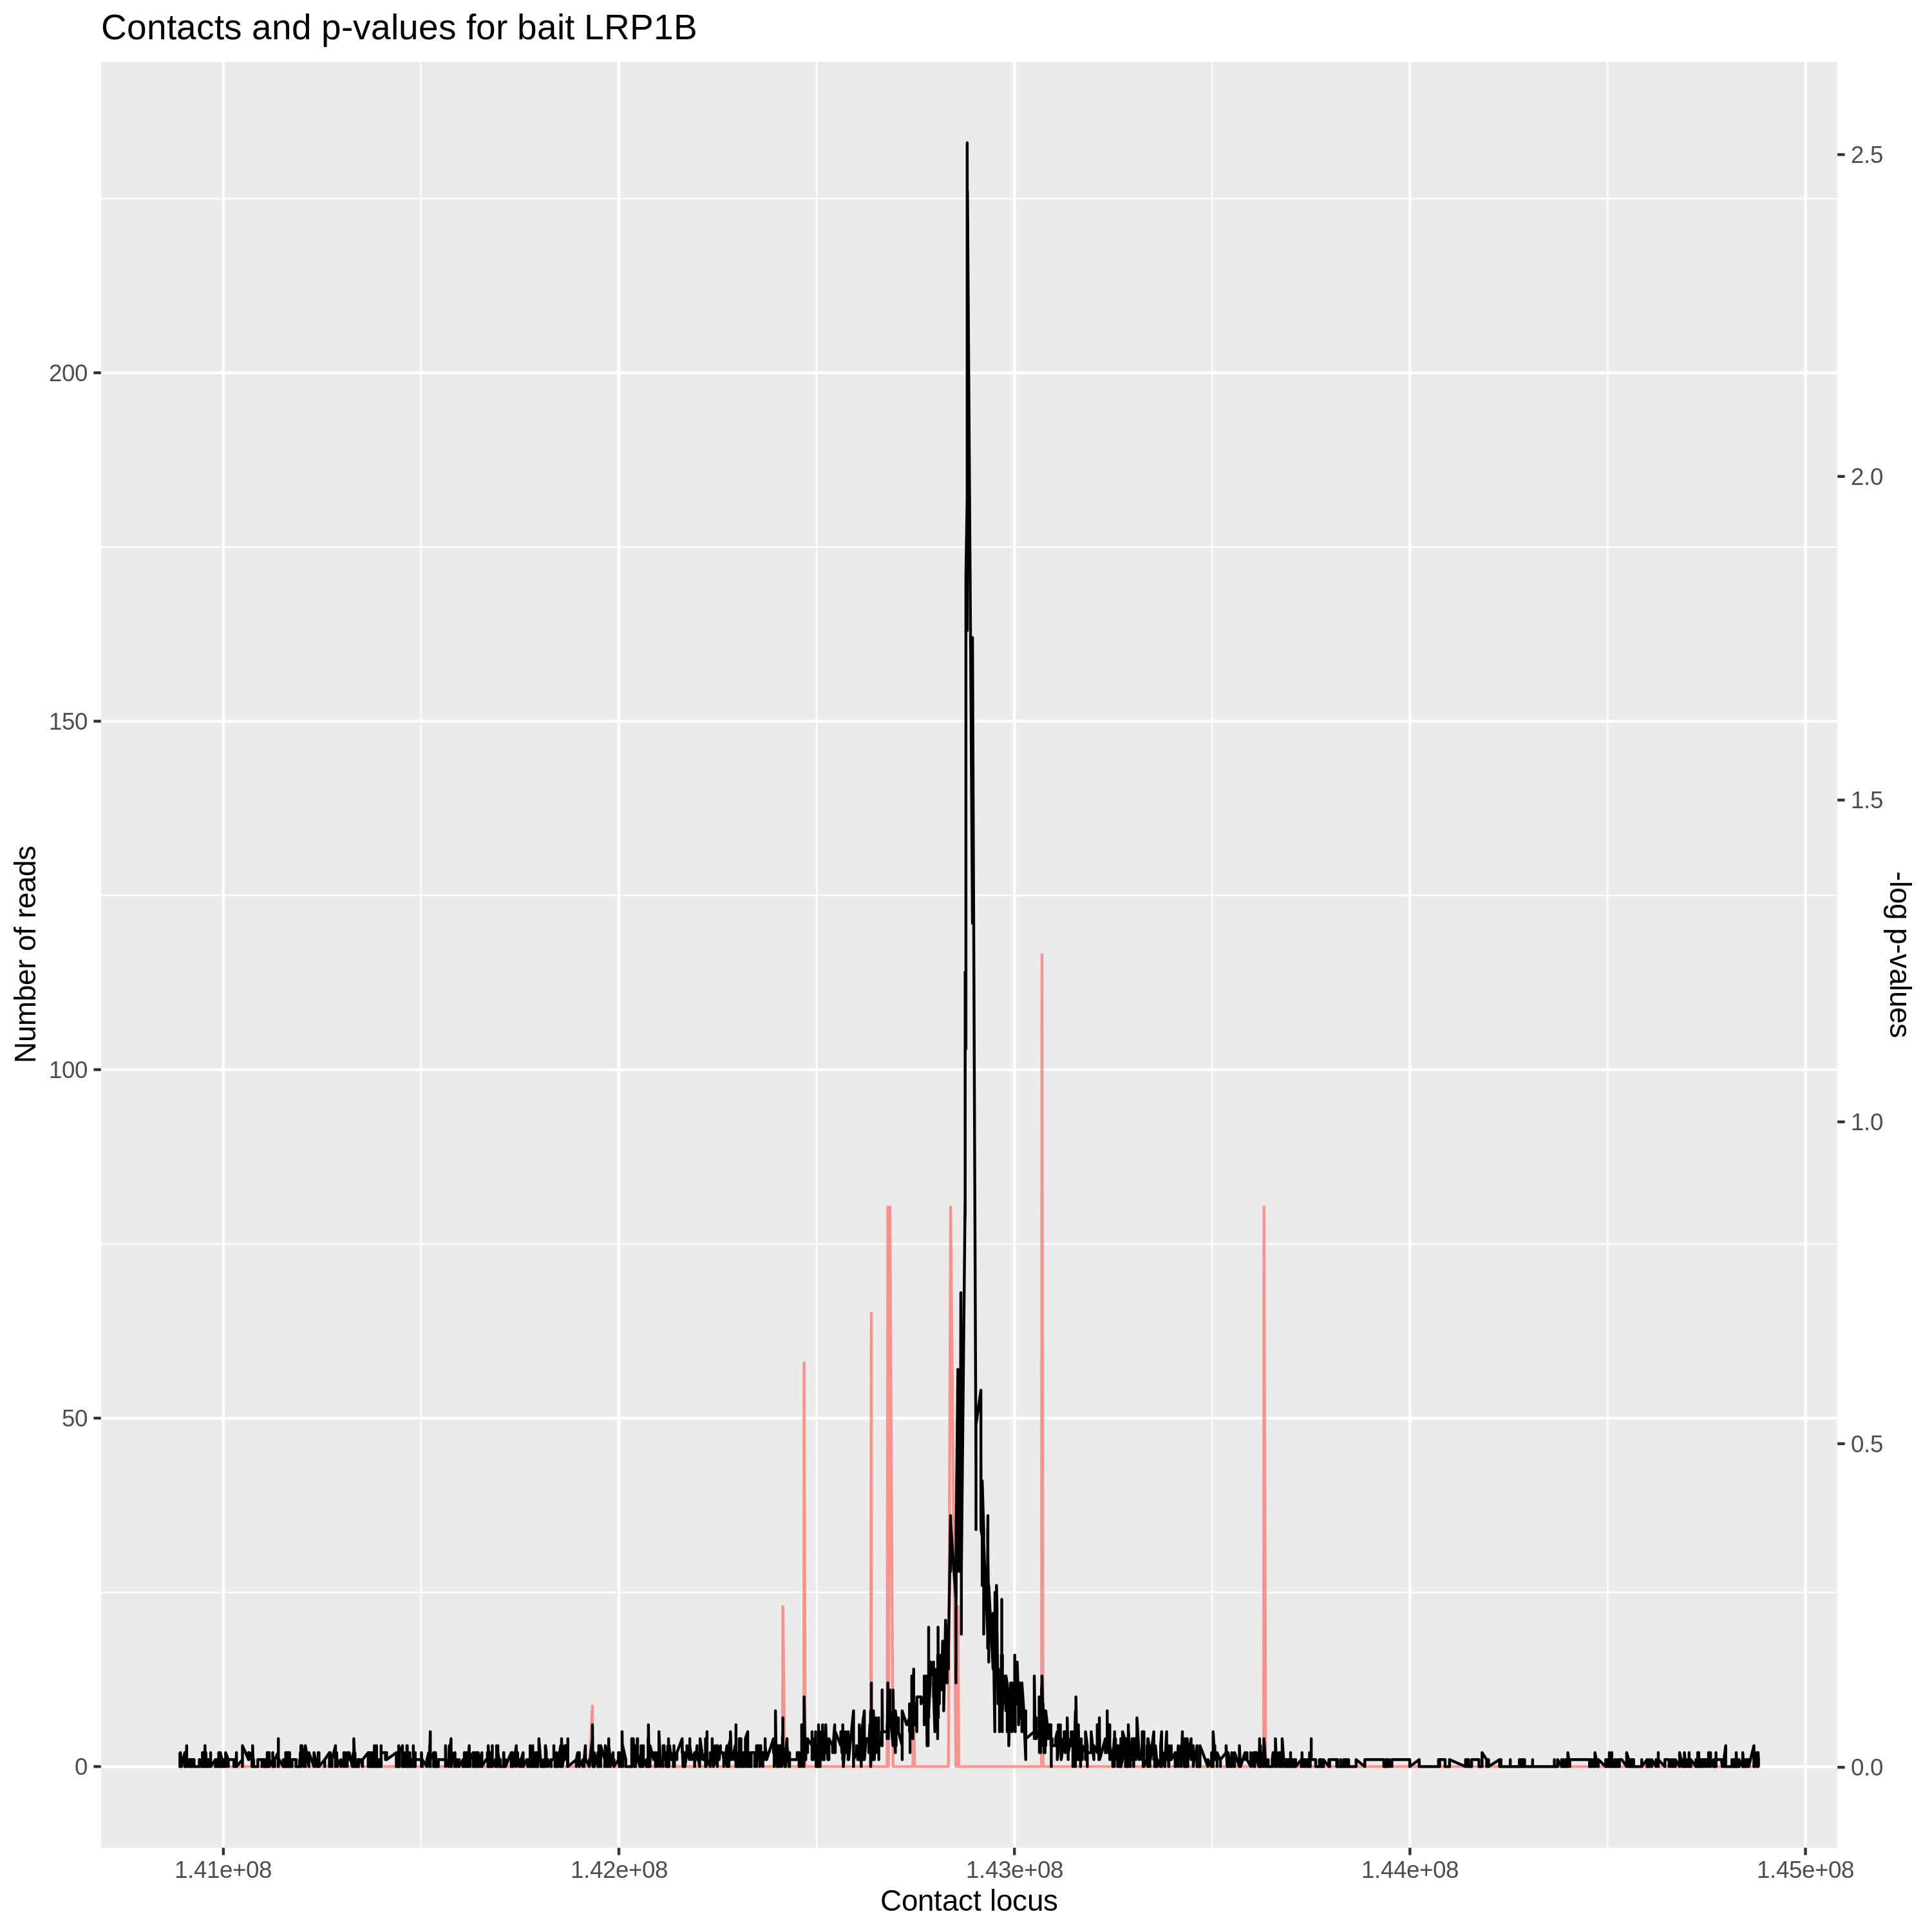 Contacts and p-values for bait LRP1B
Number of reads
200
150
100
50
0
2.5
2.0
1.5
1.0
0.5
0.0
-log p-values
1.41e+08 1.42e+08 1.43e+08 1.44e+08 1.45e+08
Contact locus